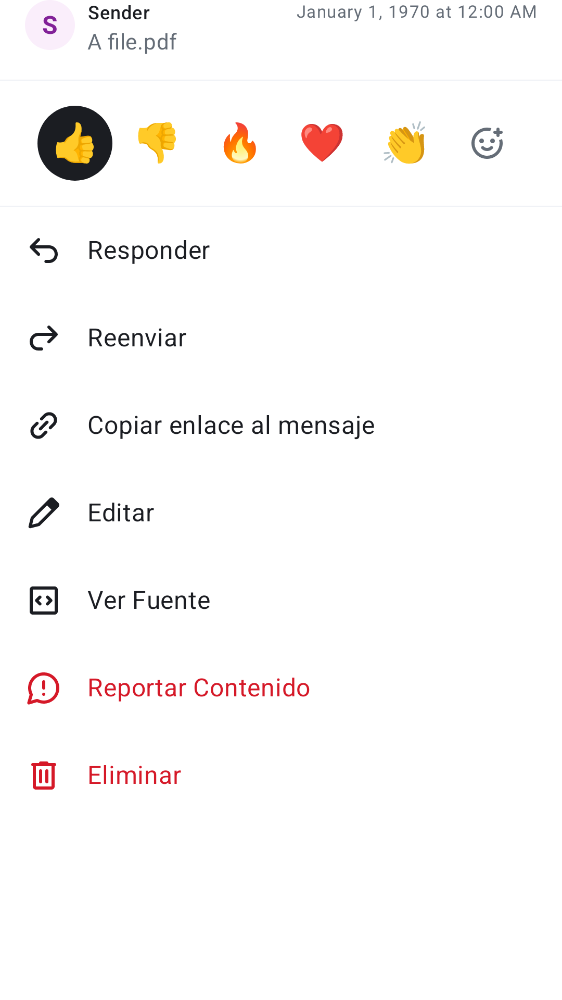 S
Sender
January 1, 1970 at 12:00 AM
A file.pdf
Responder
Reenviar
Copiar enlace al mensaje
Editar
Ver Fuente
Reportar Contenido
Eliminar